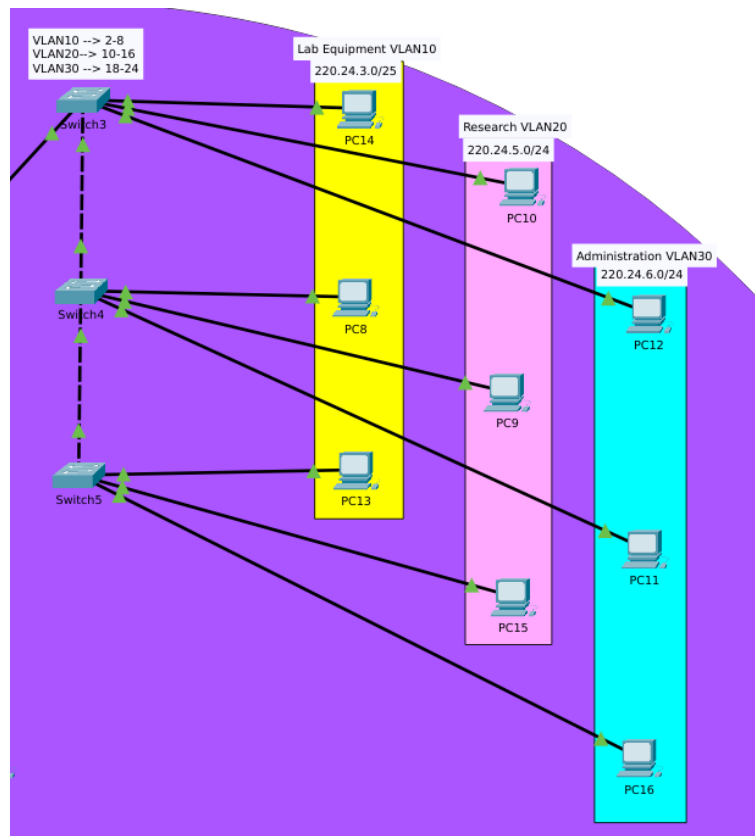 VLAN10 --> 2-8
VLAN20--> 10-16
VLAN30 --> 18-24
Switch3
Lab Equipment VLAN10
220.24.3.0/25
PC14
Research VLAN20
220.24.5.0/24
PC10
Administration VLAN30
220.24.6.0/24
PC12
Switch4
PC8
PC9
PC11
Switch5
PC13
PC15
PC16